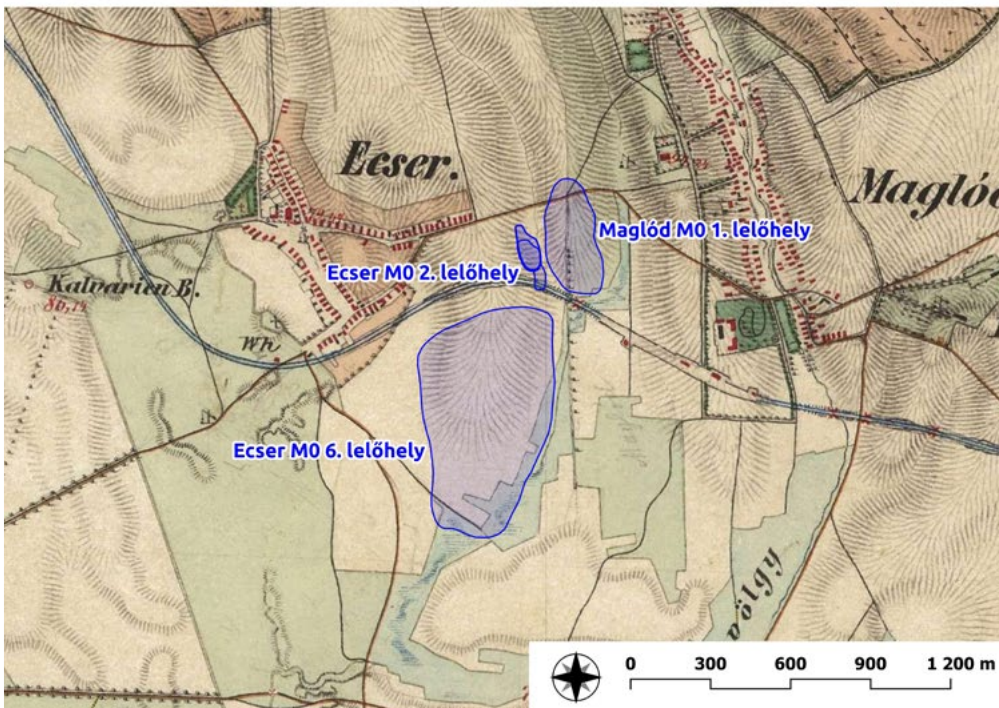 Ecser.
Maglód
Maglód M0 1. lelőhely
Ecser M0 2. lelőhely
Kalvarien B.
Wh.
Ecser M0 6. lelőhely
völgy
0 300 600 900 1 200 m